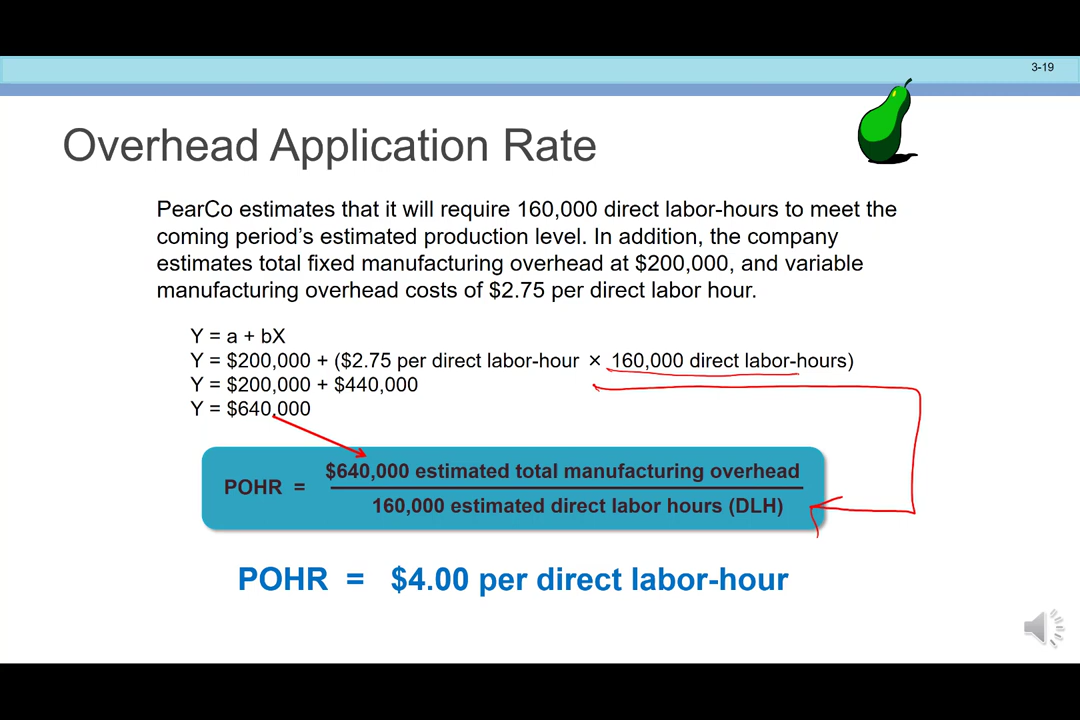 3-19
Overhead Application Rate
PearCo estimates that it will require 160,000 direct labor-hours to meet the
coming period’s estimated production level. In addition, the company
estimates total fixed manufacturing overhead at $200,000, and variable
manufacturing overhead costs of $2.75 per direct labor hour.
Y = a + bX
Y = $200,000 + ($2.75 per direct labor-hour × 160,000 direct labor-hours)
Y = $200,000 + $440,000
Y = $640,000
$640,000 estimated total manufacturing overhead
POHR =
160,000 estimated direct labor hours (DLH)
POHR = $4.00 per direct labor-hour